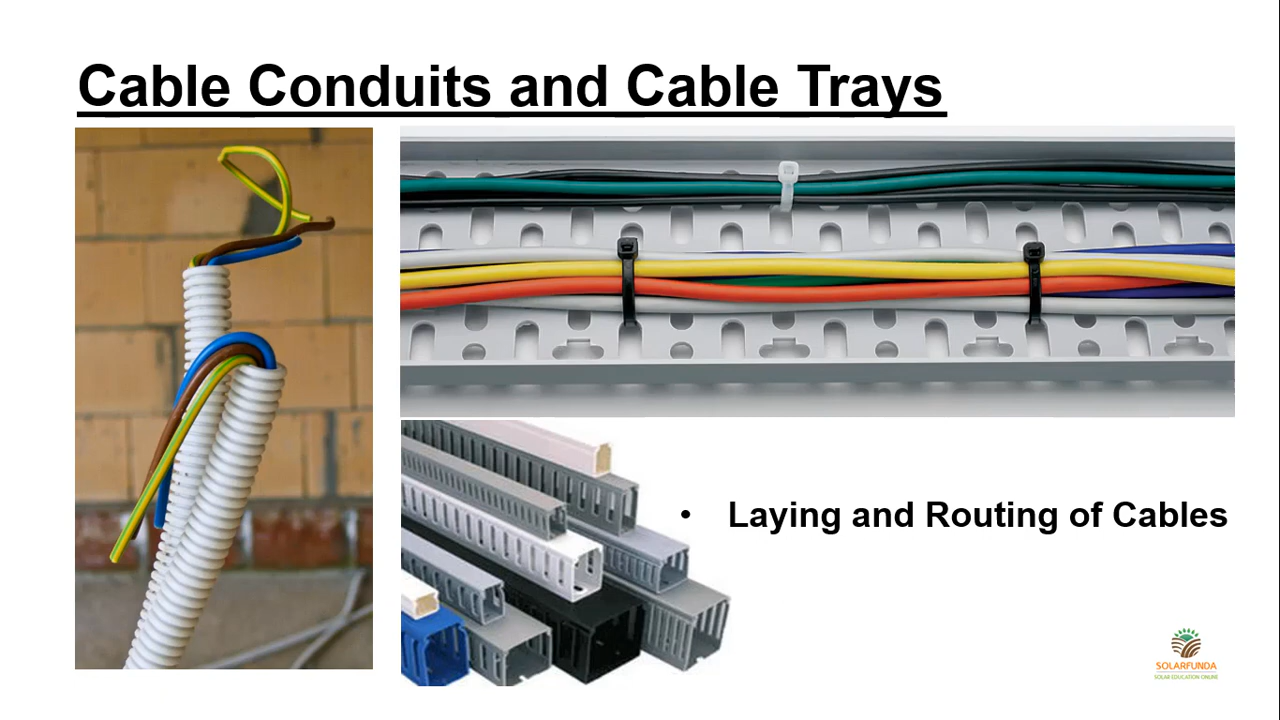 Cable Conduits and Cable Trays
• Laying and Routing of Cables
SOLARFUNDA
SOLAR EDUCATION ONLINE